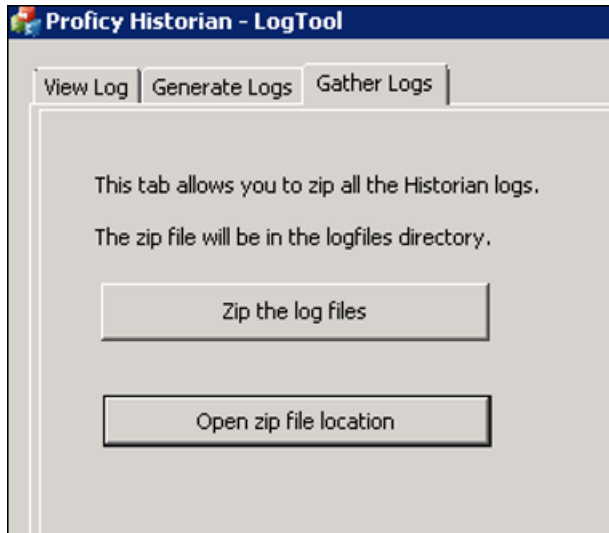 Proficy Historian - LogTool
View Log Generate Logs Gather Logs
This tab allows you to zip all the Historian logs.
The zip file will be in the logfiles directory.
Zip the log files
Open zip file location